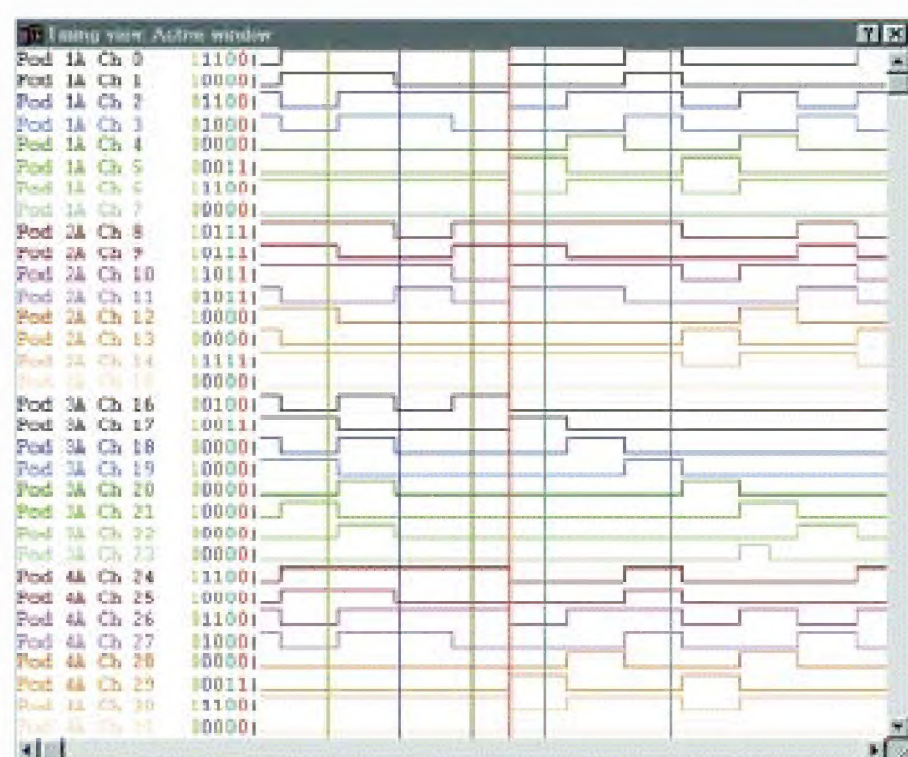 Timing view: Active window
Pod 1A Ch 0 11100
Pod 1A Ch 1 10000
Pod 1A Ch 2 01100
Pod 1A Ch 3 01000
Pod 1A Ch 4 00000
Pod 1A Ch 5 00011
Pod 1A Ch 6 11100
Pod 1A Ch 7 00000
Pod 2A Ch 8 10111
Pod 2A Ch 9 10111
Pod 2A Ch 10 11011
Pod 2A Ch 11 01011
Pod 2A Ch 12 10000
Pod 2A Ch 13 00000
Pod 2A Ch 14 11111
00000
Pod 3A Ch 16 00100
Pod 3A Ch 17 10011
Pod 3A Ch 18 00000
Pod 3A Ch 19 10000
Pod 3A Ch 20 00000
Pod 3A Ch 21 10000
Pod 3A Ch 22 00000
Pod 3A Ch 23 00000
Pod 4A Ch 24 11100
Pod 4A Ch 25 10000
Pod 4A Ch 26 01100
Pod 4A Ch 27 01000
Pod 4A Ch 28 00000
Pod 4A Ch 29 00011
Pod 4A Ch 30 11100
00000